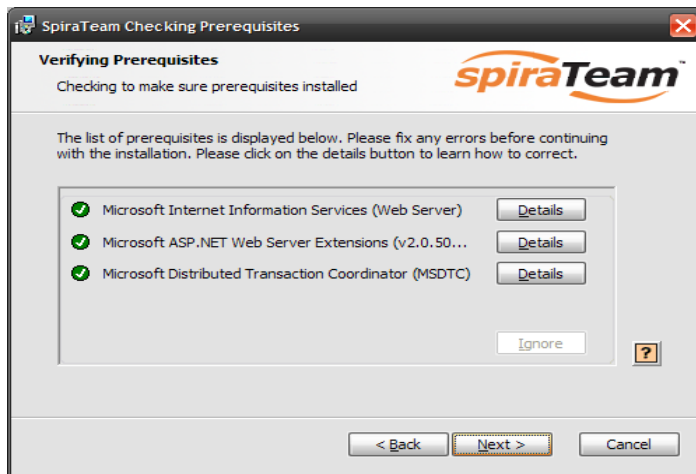 SpiraTeam Checking Prerequisites
Verifying Prerequisites
Checking to make sure prerequisites installed
spiraTeam™
The list of prerequisites is displayed below. Please fix any errors before continuing
with the installation. Please click on the details button to learn how to correct.
Microsoft Internet Information Services (Web Server) Details
Microsoft ASP.NET Web Server Extensions (v2.0.50... Details
Microsoft Distributed Transaction Coordinator (MSDTC) Details
Ignore
?
< Back Next > Cancel